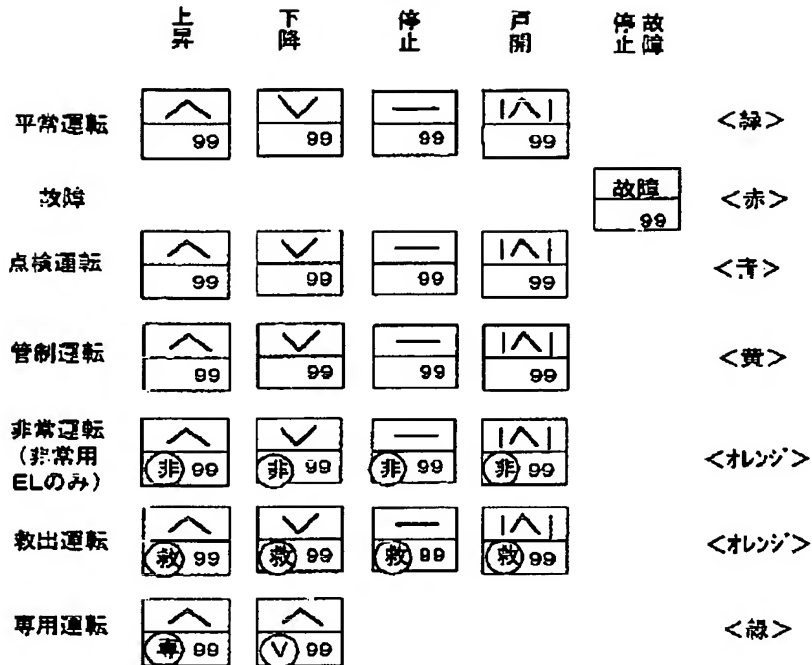 上昇 下降 停止 戸開 故障停止
平常運転 99 99 99 99 <緑>
故障 故障 99 <赤>
点検運転 99 99 99 99 <青>
管制運転 99 99 99 99 <黄>
非常運転
(非常用
ELのみ) 非 99 非 99 非 99 非 99 <オレンジ>
救出運転 救 99 救 99 救 99 救 99 <オレンジ>
専用運転 専 99 V 99 <緑>